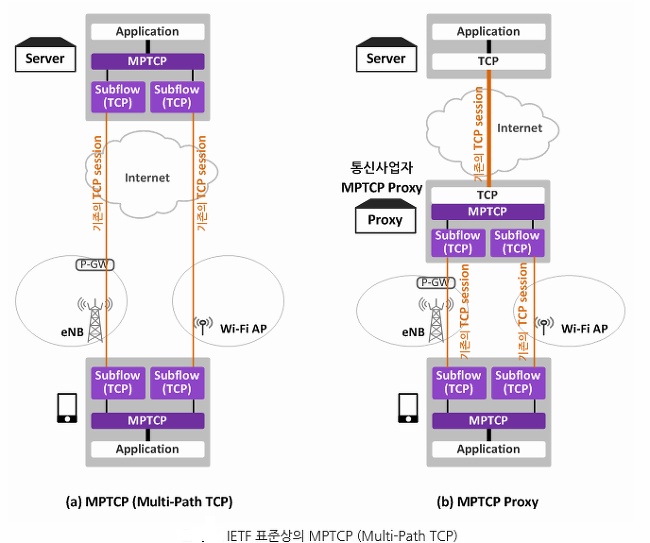 Application
MPTCP
Server
Subflow
(TCP)
Subflow
(TCP)
기존의 TCP session
기존의 TCP session
Internet
P-GW
eNB
Wi-Fi AP
Subflow
(TCP)
Subflow
(TCP)
MPTCP
Application
(a) MPTCP (Multi-Path TCP)
Application
Server
TCP
기존의 TCP session
Internet
통신사업자
MPTCP Proxy
TCP
MPTCP
Proxy
Subflow
(TCP)
Subflow
(TCP)
P-GW
eNB
기존의 TCP session
기존의 TCP session
Wi-Fi AP
Subflow
(TCP)
Subflow
(TCP)
MPTCP
Application
(b) MPTCP Proxy
IETF 표준상의 MPTCP (Multi-Path TCP)